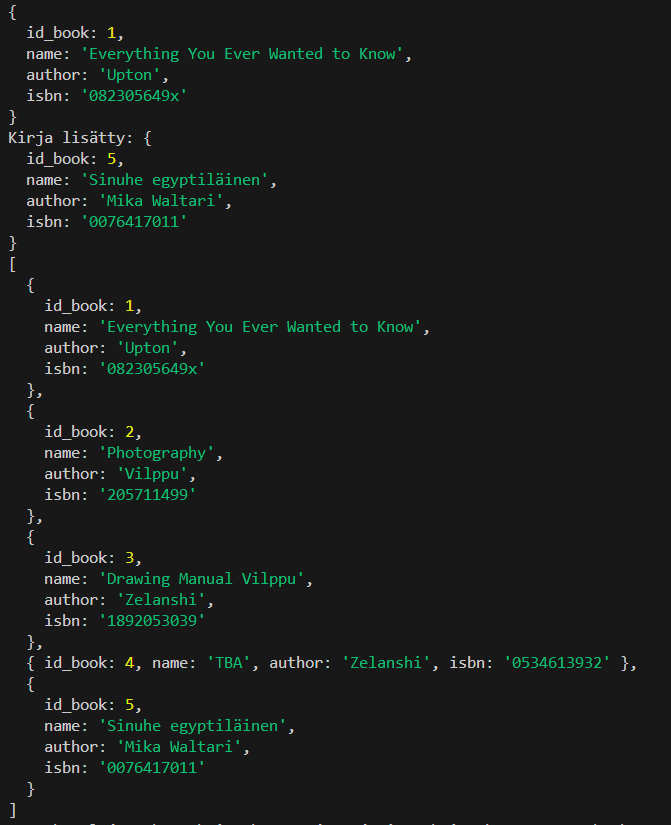 {
  id_book: 1,
  name: 'Everything You Ever Wanted to Know',
  author: 'Upton',
  isbn: '082305649x'
}
Kirja lisätty: {
  id_book: 5,
  name: 'Sinuhe egyptiläinen',
  author: 'Mika Waltari',
  isbn: '0076417011'
}
[
  {
    id_book: 1,
    name: 'Everything You Ever Wanted to Know',
    author: 'Upton',
    isbn: '082305649x'
  },
  {
    id_book: 2,
    name: 'Photography',
    author: 'Vilppu',
    isbn: '205711499'
  },
  {
    id_book: 3,
    name: 'Drawing Manual Vilppu',
    author: 'Zelanshi',
    isbn: '1892053039'
  },
  { id_book: 4, name: 'TBA', author: 'Zelanshi', isbn: '0534613932' },
  {
    id_book: 5,
    name: 'Sinuhe egyptiläinen',
    author: 'Mika Waltari',
    isbn: '0076417011'
  }
]